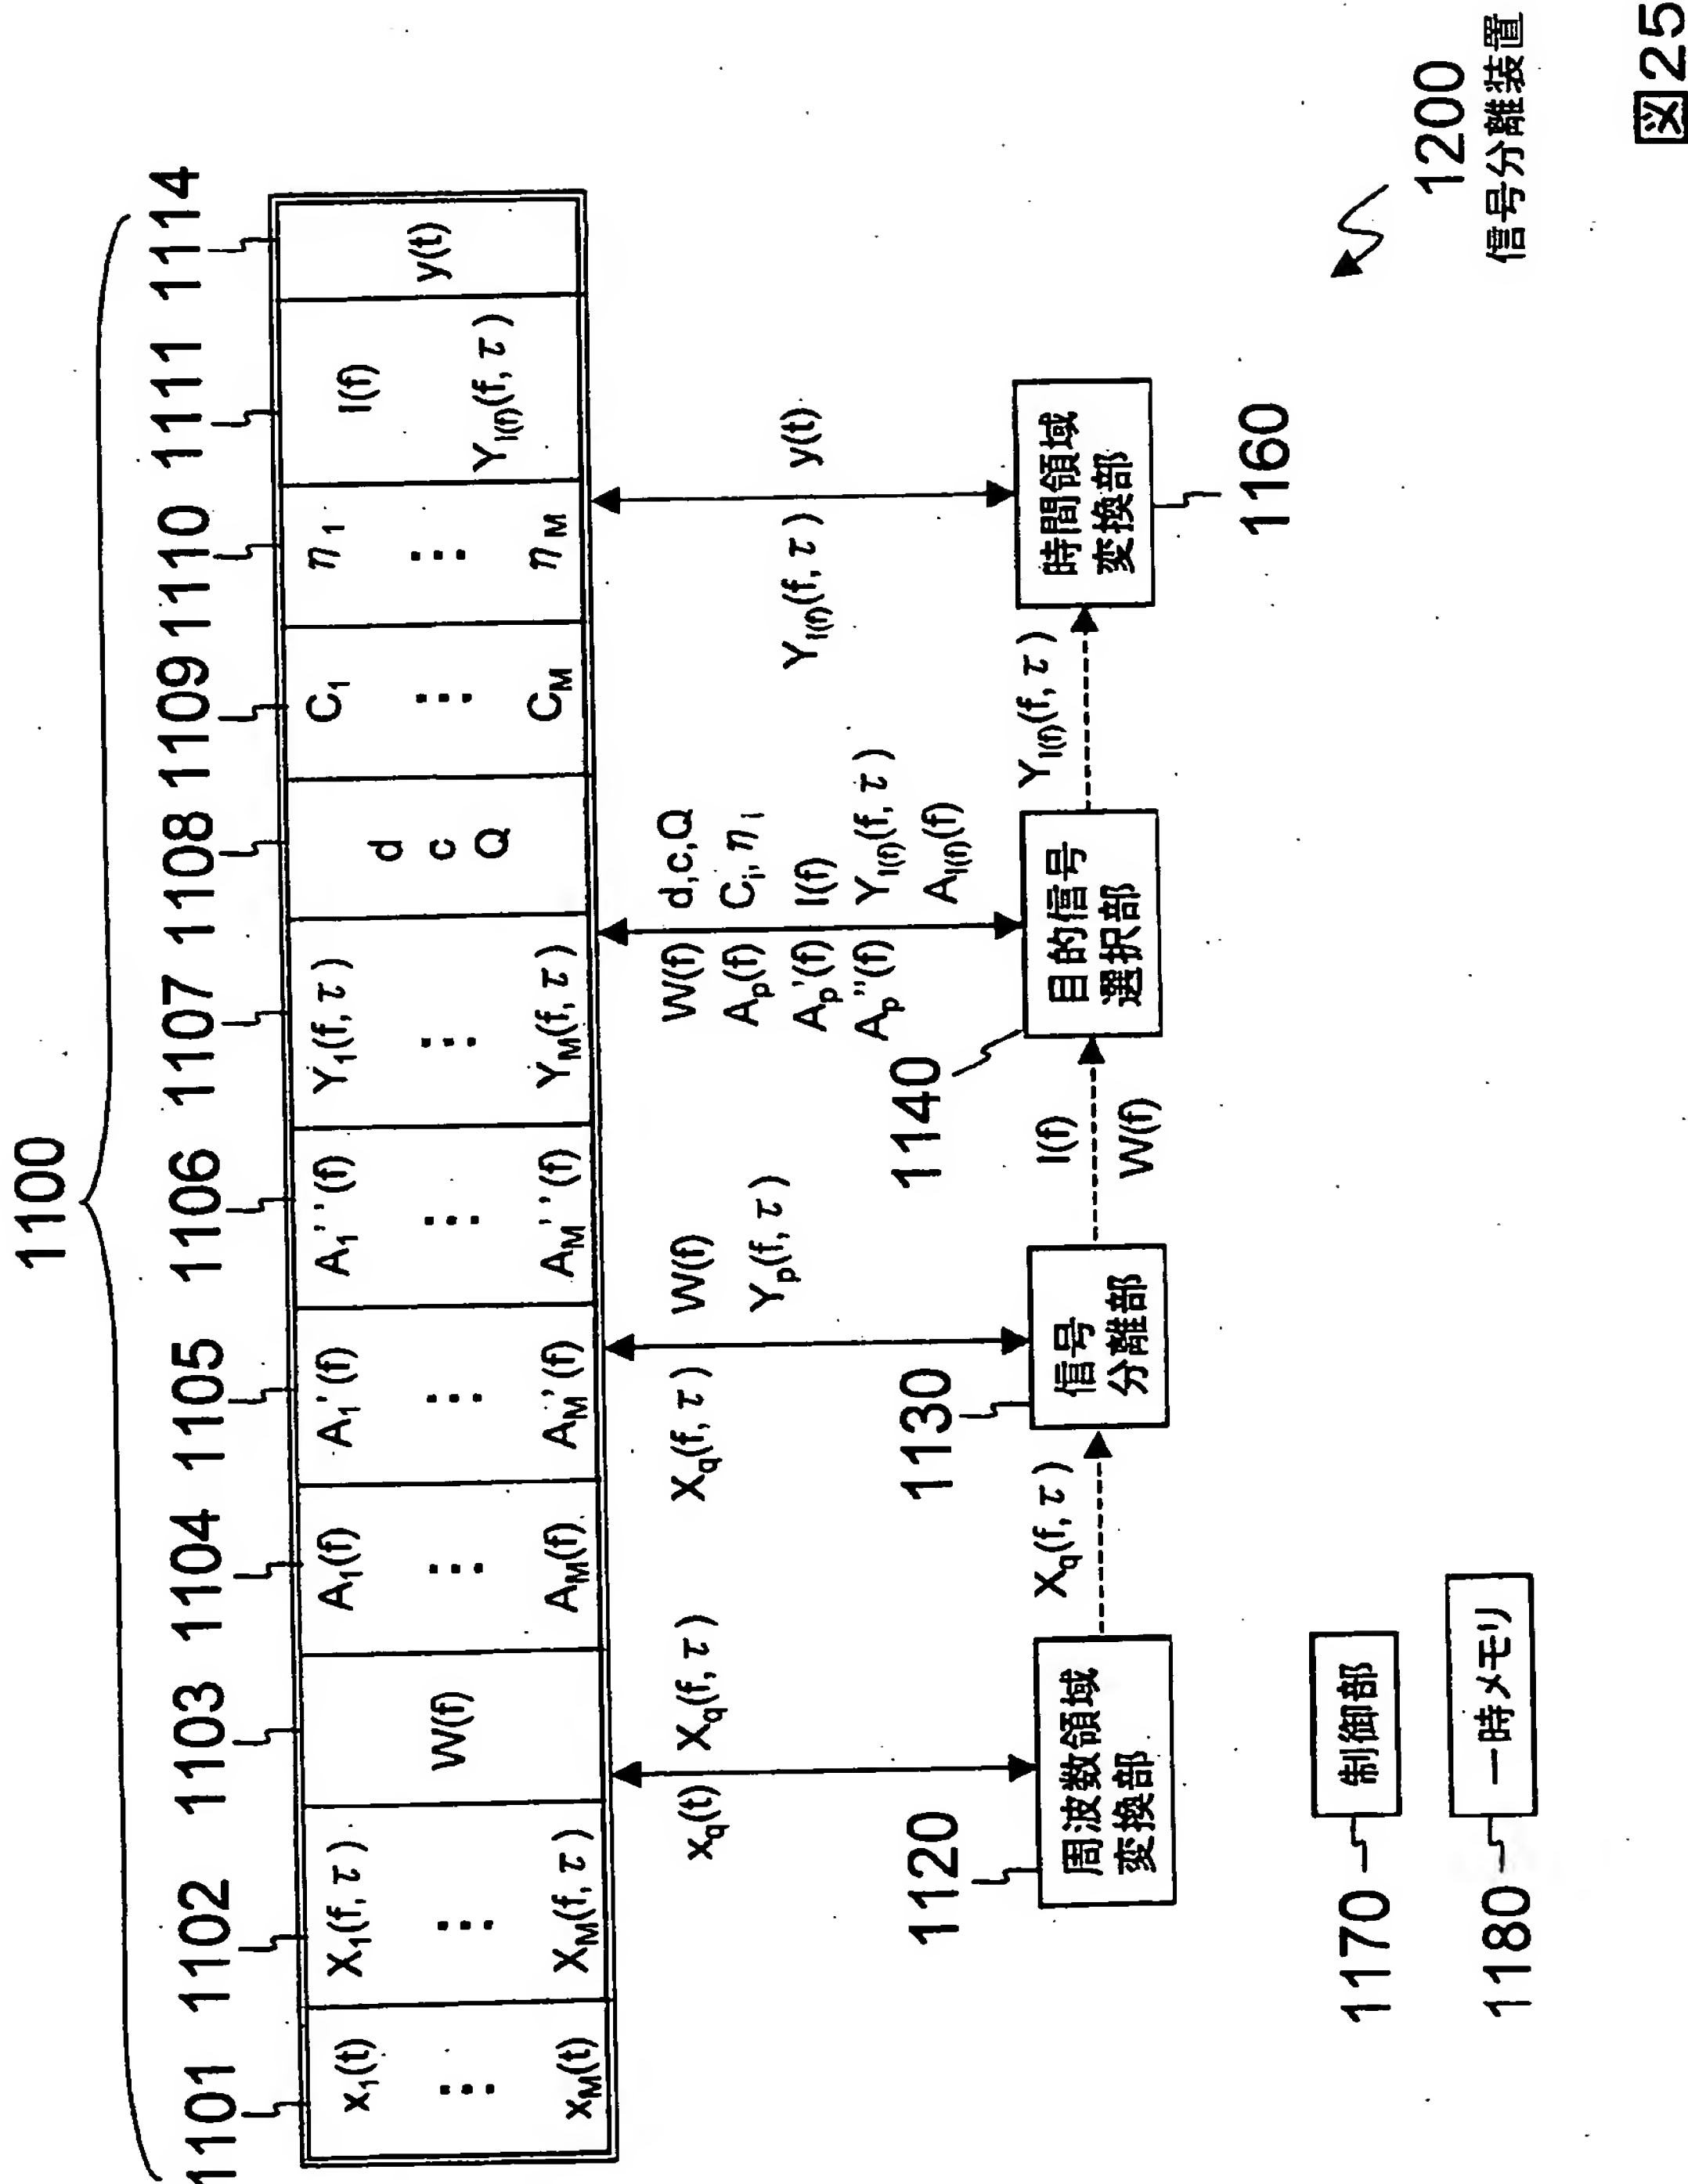 1100
1101
1102
1103
1104
1105
1106
1107
1108
1109
1110
1111
1114
x1(t)
⋮
xM(t)
X1(f,τ)
⋮
XM(f,τ)
W(f)
A1(f)
⋮
AM(f)
A1'(f)
⋮
AM'(f)
A1''(f)
⋮
AM''(f)
Y1(f,τ)
⋮
YM(f,τ)
d
c
Q
C1
⋮
CM
η1
⋮
ηM
I(f)
YI(f)(f,τ)
y(t)
xq(t)
Xq(f,τ)
Xq(f,τ)
W(f)
Yp(f,τ)
W(f)
Ap(f)
Ap'(f)
Ap''(f)
d,c,Q
Ci,ηi
I(f)
YI(f)(f,τ)
AI(f)(f)
YI(f)(f,τ)
y(t)
1120
周波数領域
変換部
Xq(f,τ)
1130
信号
分離部
I(f)
W(f)
1140
目的信号
選択部
YI(f)(f,τ)
時間領域
変換部
1160
1170
制御部
1180
一時メモリ
1200
信号分離装置
図25